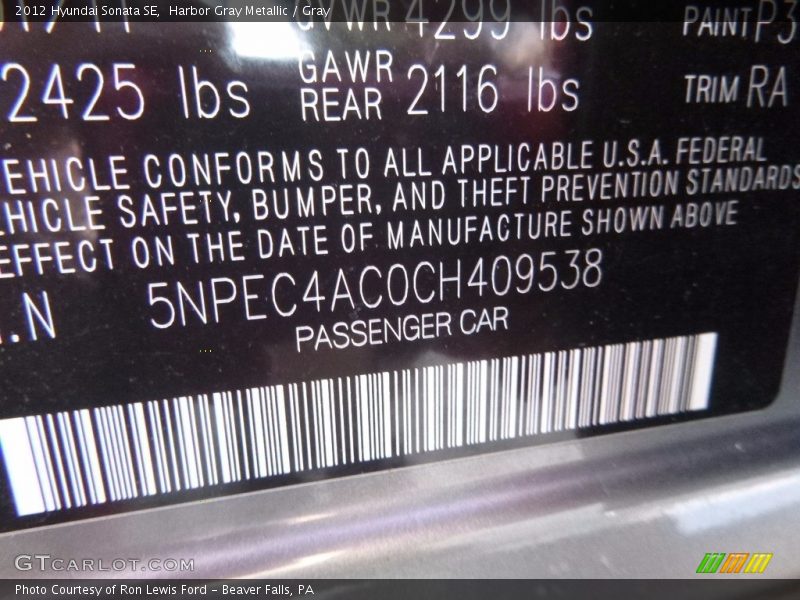 2012 Hyundai Sonata SE, Harbor Gray Metallic / Gray
GVWR 4299 lbs PAINT P3
2425 lbs GAWR REAR 2116 lbs TRIM RA
EHICLE CONFORMS TO ALL APPLICABLE U.S.A. FEDERAL
HICLE SAFETY, BUMPER, AND THEFT PREVENTION STANDARDS
EFFECT ON THE DATE OF MANUFACTURE SHOWN ABOVE
I.N 5NPEC4AC0CH409538
PASSENGER CAR
GTCARLOT.COM
Photo Courtesy of Ron Lewis Ford - Beaver Falls, PA